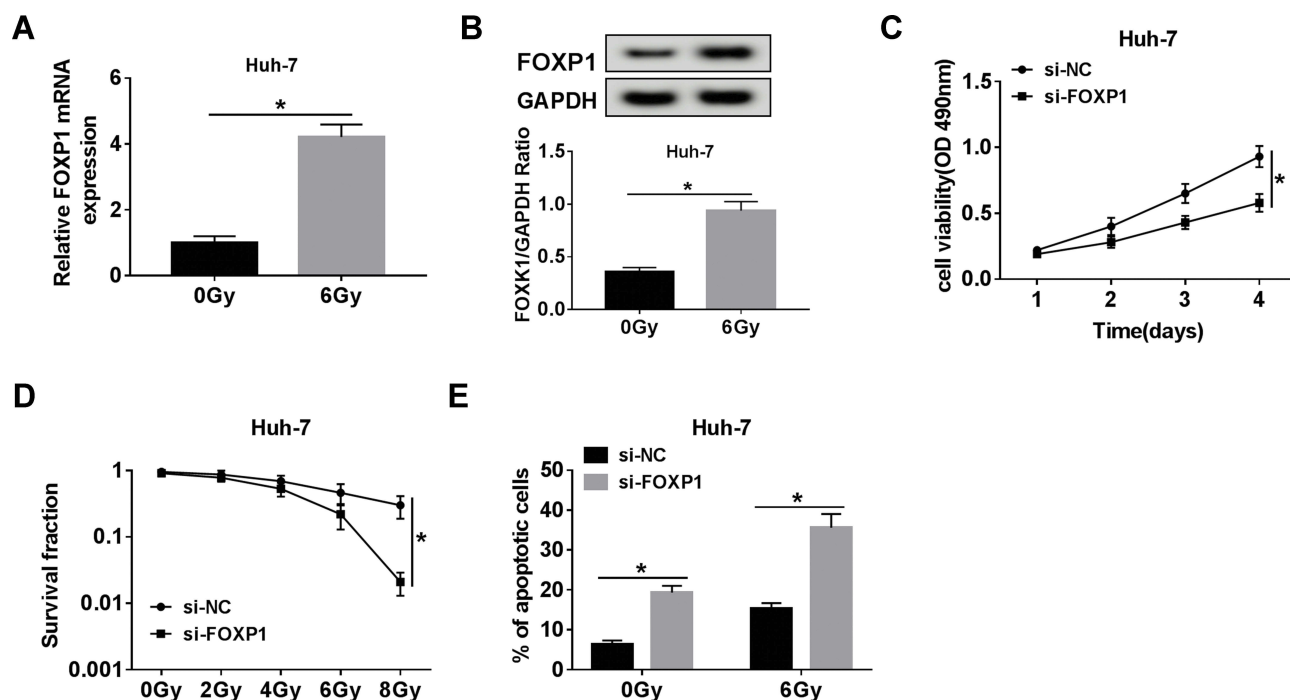 A
Huh-7
Relative FOXP1 mRNA
expression
6
4
2
0
*
0Gy
6Gy
B
FOXP1
GAPDH
Huh-7
FOXK1/GAPDH Ratio
1.5
1.0
0.5
0.0
*
0Gy
6Gy
C
Huh-7
si-NC
si-FOXP1
cell viability(OD 490nm)
1.5
1.0
0.5
0.0
*
1
2
3
4
Time(days)
D
Huh-7
Survival fraction
1
0.1
0.01
0.001
*
si-NC
si-FOXP1
0Gy
2Gy
4Gy
6Gy
8Gy
E
Huh-7
si-NC
si-FOXP1
% of apoptotic cells
50
40
30
20
10
0
*
*
0Gy
6Gy